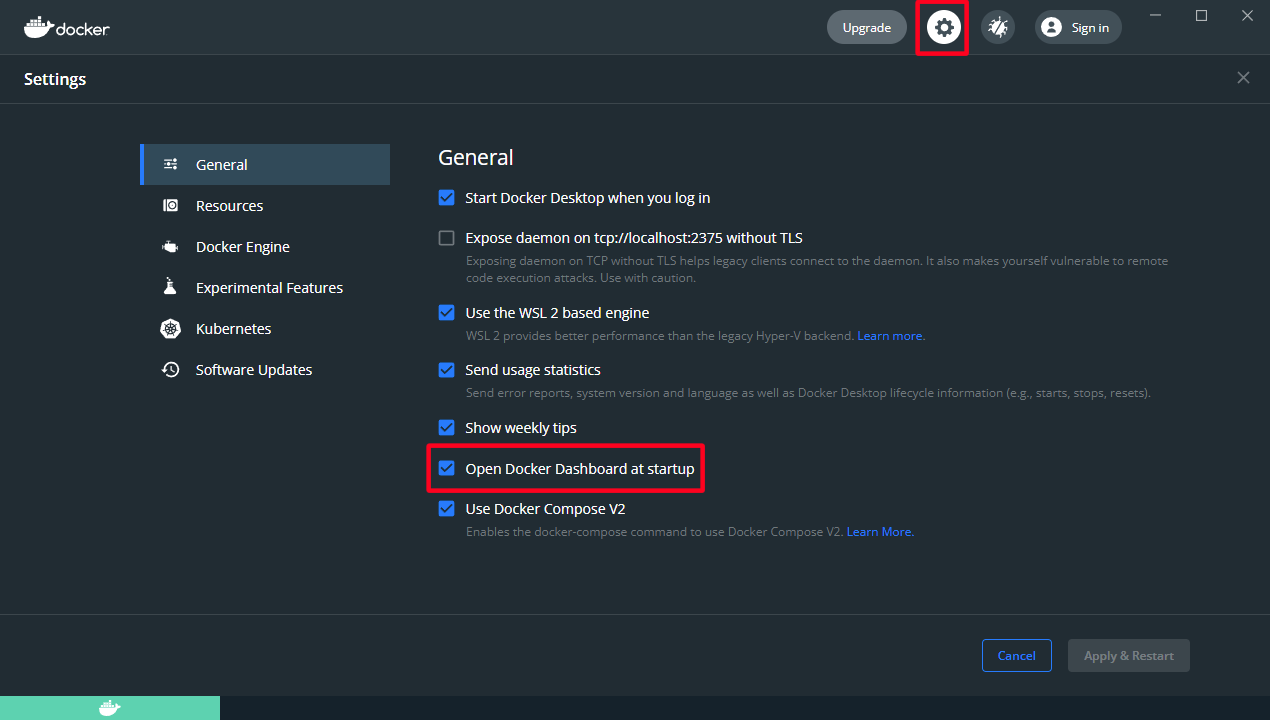 docker
Upgrade
Sign in
Settings
General
Resources
Docker Engine
Experimental Features
Kubernetes
Software Updates
General
Start Docker Desktop when you log in
Expose daemon on tcp://localhost:2375 without TLS
Exposing daemon on TCP without TLS helps legacy clients connect to the daemon. It also makes yourself vulnerable to remote
code execution attacks. Use with caution.
Use the WSL 2 based engine
WSL 2 provides better performance than the legacy Hyper-V backend. Learn more.
Send usage statistics
Send error reports, system version and language as well as Docker Desktop lifecycle information (e.g., starts, stops, resets).
Show weekly tips
Open Docker Dashboard at startup
Use Docker Compose V2
Enables the docker-compose command to use Docker Compose V2. Learn More.
Cancel
Apply & Restart